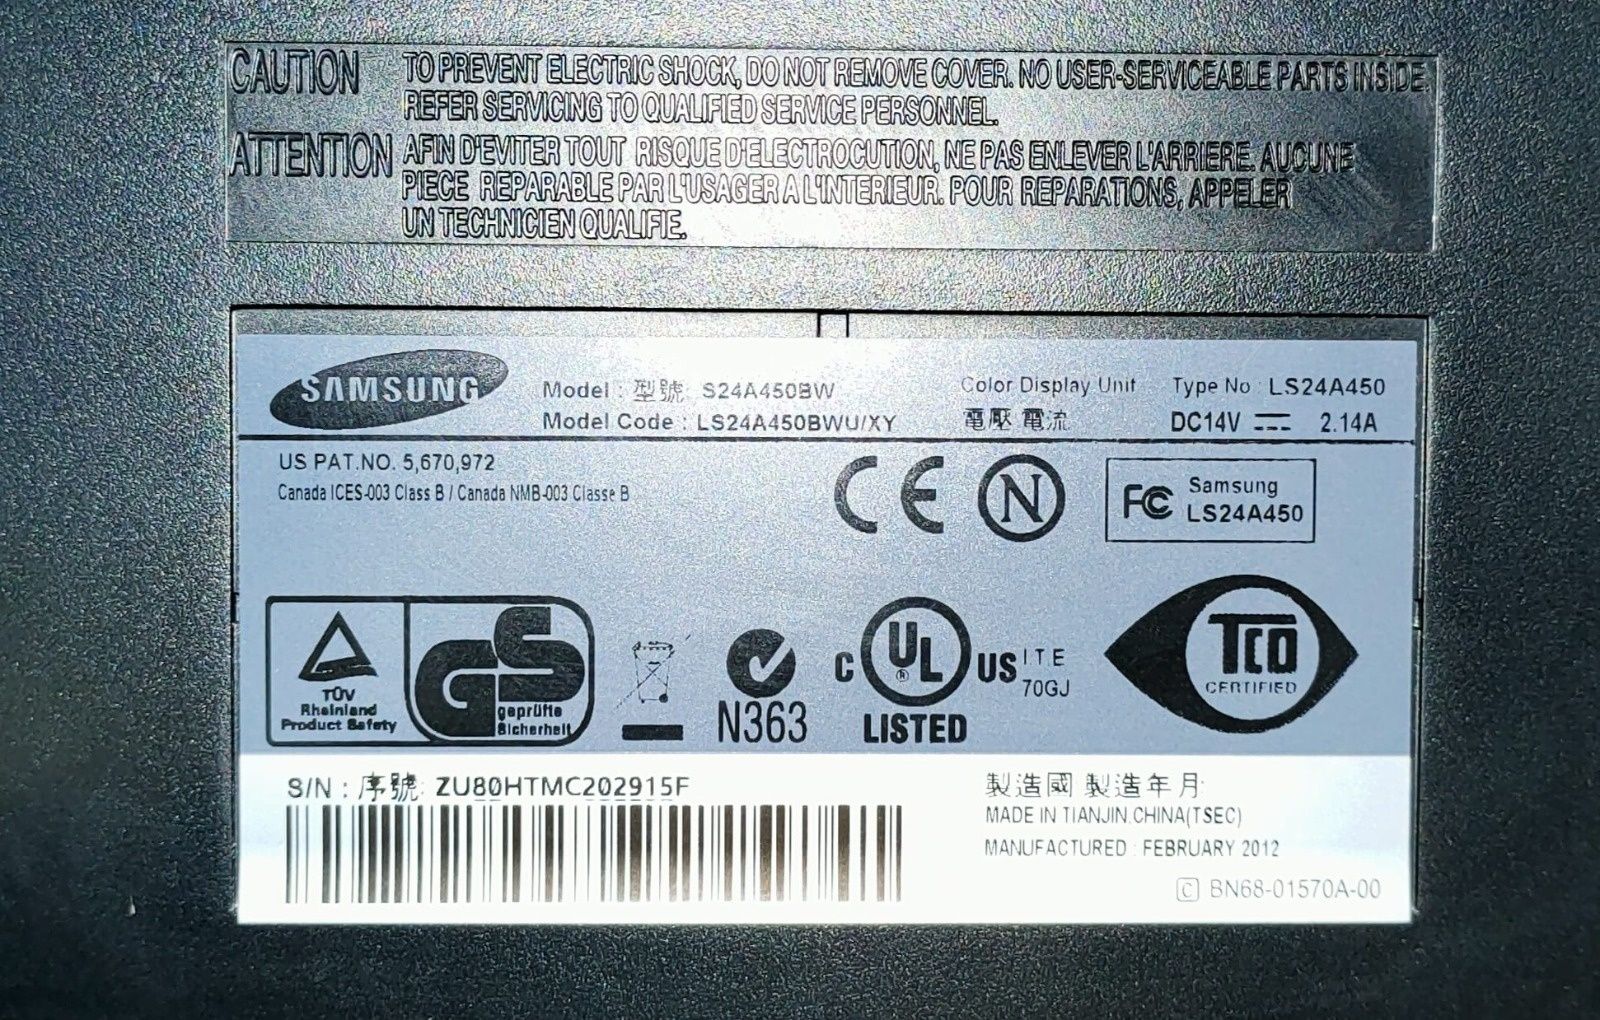 CAUTION TO PREVENT ELECTRIC SHOCK, DO NOT REMOVE COVER. NO USER-SERVICEABLE PARTS INSIDE.
REFER SERVICING TO QUALIFIED SERVICE PERSONNEL.
ATTENTION AFIN D'EVITER TOUT RISQUE D'ELECTROCUTION, NE PAS ENLEVER L'ARRIERE. AUCUNE
PIECE REPARABLE PAR L'USAGER A L'INTERIEUR. POUR REPARATIONS, APPELER
UN TECHNICIEN QUALIFIE.
SAMSUNG
Model : 型號: S24A450BW
Model Code : LS24A450BWU/XY
Color Display Unit Type No : LS24A450
電壓 電流 DC14V 2.14A
US PAT.NO. 5,670,972
Canada ICES-003 Class B / Canada NMB-003 Classe B
CE
N
FC Samsung
LS24A450
TÜV
Rheinland
Product Safety
GS
geprüfte
Sicherheit
N363
C UL ® US
LISTED
ITE
70GJ
TCO
CERTIFIED
S/N : 序號: ZU80HTMC202915F
製造國 製造年月:
MADE IN TIANJIN.CHINA(TSEC)
MANUFACTURED : FEBRUARY 2012
C BN68-01570A-00